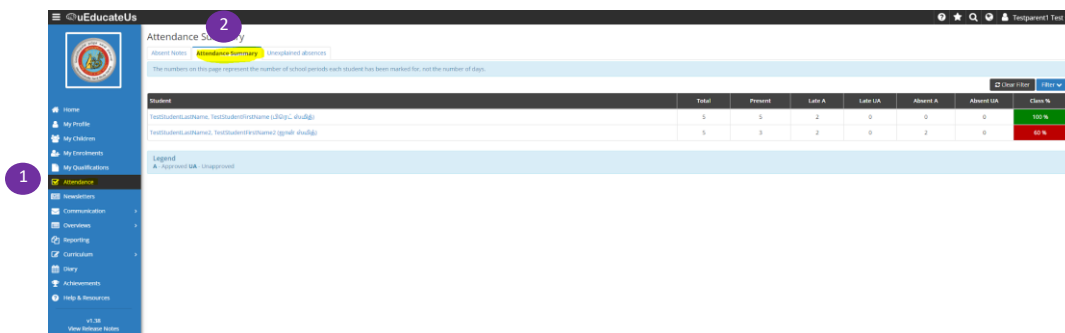 uEducateUs
Testparent1 Test
2
Attendance Summary
Absent Notes Attendance Summary Unexplained absences
The numbers on this page represent the number of school periods each student has been marked for, not the number of days.
Clear Filter Filter
Student Total Present Late A Late UA Absent A Absent UA Class %
TestStudentLastName, TestStudentFirstName 5 5 2 0 0 0 100 %
TestStudentLastName2, TestStudentFirstName2 5 3 2 0 2 0 60 %
Legend
A - Approved UA - Unapproved
Home
My Profile
My Children
My Enrolments
My Qualifications
1
Attendance
Newsletters
Communication
Overviews
Reporting
Curriculum
Diary
Achievements
Help & Resources
v1.38
View Release Notes